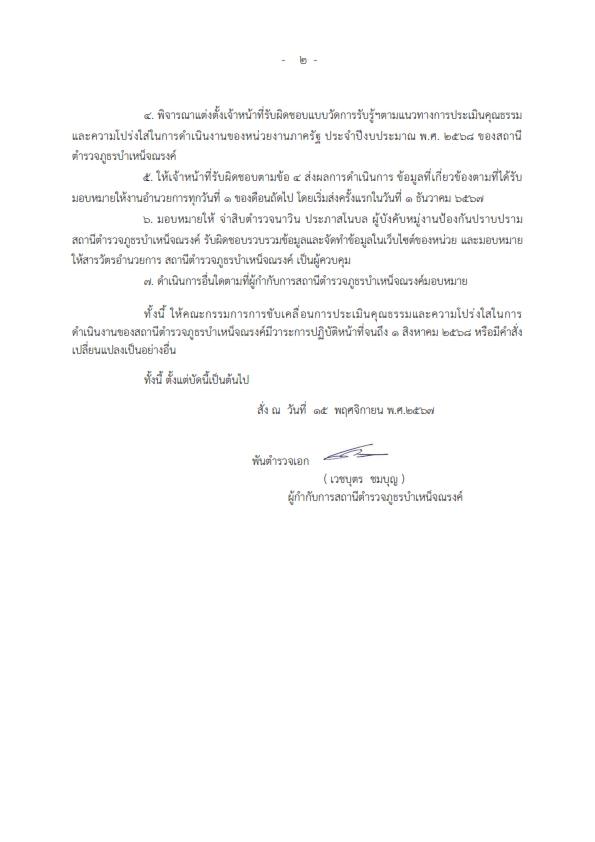 - ๒ -
๔. พิจารณาแต่งตั้งเจ้าหน้าที่รับผิดชอบแบบวัดการรับรู้ฯตามแนวทางการประเมินคุณธรรม
และความโปร่งใสในการดำเนินงานของหน่วยงานภาครัฐ ประจำปีงบประมาณ พ.ศ. ๒๕๖๘ ของสถานี
ตำรวจภูธรบำเหน็จณรงค์
๕. ให้เจ้าหน้าที่รับผิดชอบตามข้อ ๔ ส่งผลการดำเนินการ ข้อมูลที่เกี่ยวข้องตามที่ได้รับ
มอบหมายให้งานอำนวยการทุกวันที่ ๑ ของเดือนถัดไป โดยเริ่มส่งครั้งแรกในวันที่ ๑ ธันวาคม ๖๕๖๗
๖. มอบหมายให้ จ่าสิบตำรวจนาวิน ประภาสโนบล ผู้บังคับหมู่งานป้องกันปราบปราม
สถานีตำรวจภูธรบำเหน็จณรงค์ รับผิดชอบรวบรวมข้อมูลและจัดทำข้อมูลในเว็บไซต์ของหน่วย และมอบหมาย
ให้สารวัตรอำนวยการ สถานีตำรวจภูธรบำเหน็จณรงค์ เป็นผู้ควบคุม
๗. ดำเนินการอื่นใดตามที่ผู้กำกับการสถานีตำรวจภูธรบำเหน็จณรงค์มอบหมาย
ทั้งนี้ ให้คณะกรรมการการขับเคลื่อนการประเมินคุณธรรมและความโปร่งใสในการ
ดำเนินงานของสถานีตำรวจภูธรบำเหน็จณรงค์มีวาระการปฏิบัติหน้าที่จนถึง ๑ สิงหาคม ๒๕๖๘ หรือมีคำสั่ง
เปลี่ยนแปลงเป็นอย่างอื่น
ทั้งนี้ ตั้งแต่บัดนี้เป็นต้นไป
สั่ง ณ วันที่ ๑๕ พฤศจิกายน พ.ศ.๒๕๖๗
พันตำรวจเอก
( เวชบุตร ชมบุญ )
ผู้กำกับการสถานีตำรวจภูธรบำเหน็จณรงค์